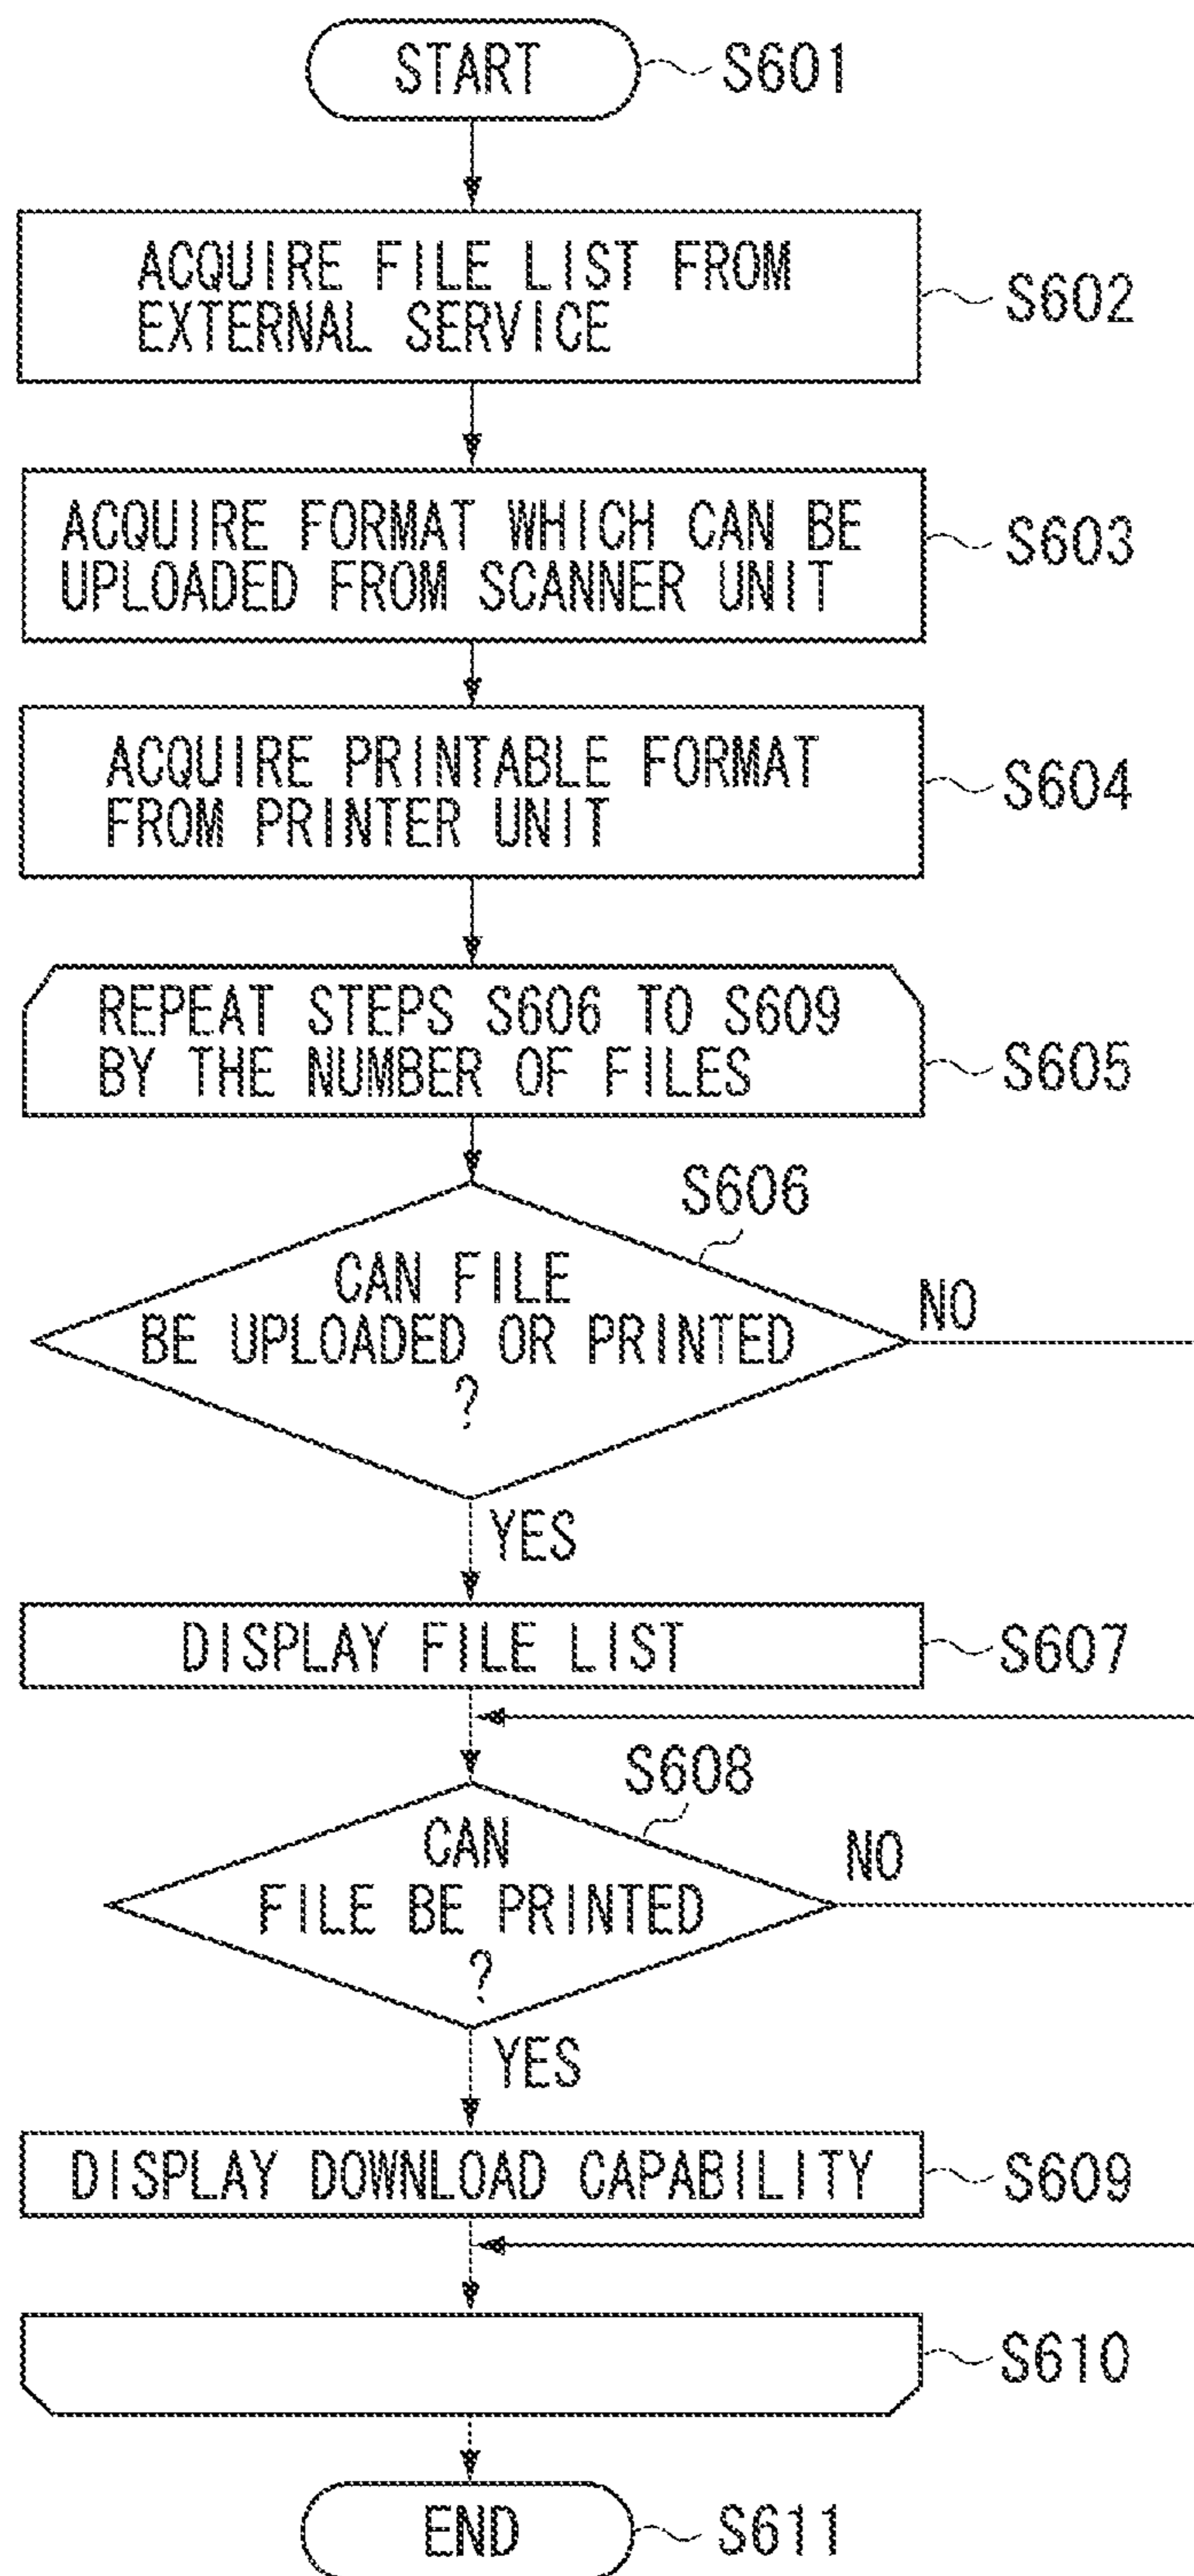 START
S601
ACQUIRE FILE LIST FROM
EXTERNAL SERVICE
S602
ACQUIRE FORMAT WHICH CAN BE
UPLOADED FROM SCANNER UNIT
S603
ACQUIRE PRINTABLE FORMAT
FROM PRINTER UNIT
S604
REPEAT STEPS S606 TO S609
BY THE NUMBER OF FILES
S605
S606
CAN FILE
BE UPLOADED OR PRINTED
?
NO
YES
DISPLAY FILE LIST
S607
S608
CAN
FILE BE PRINTED
?
NO
YES
DISPLAY DOWNLOAD CAPABILITY
S609
S610
END
S611